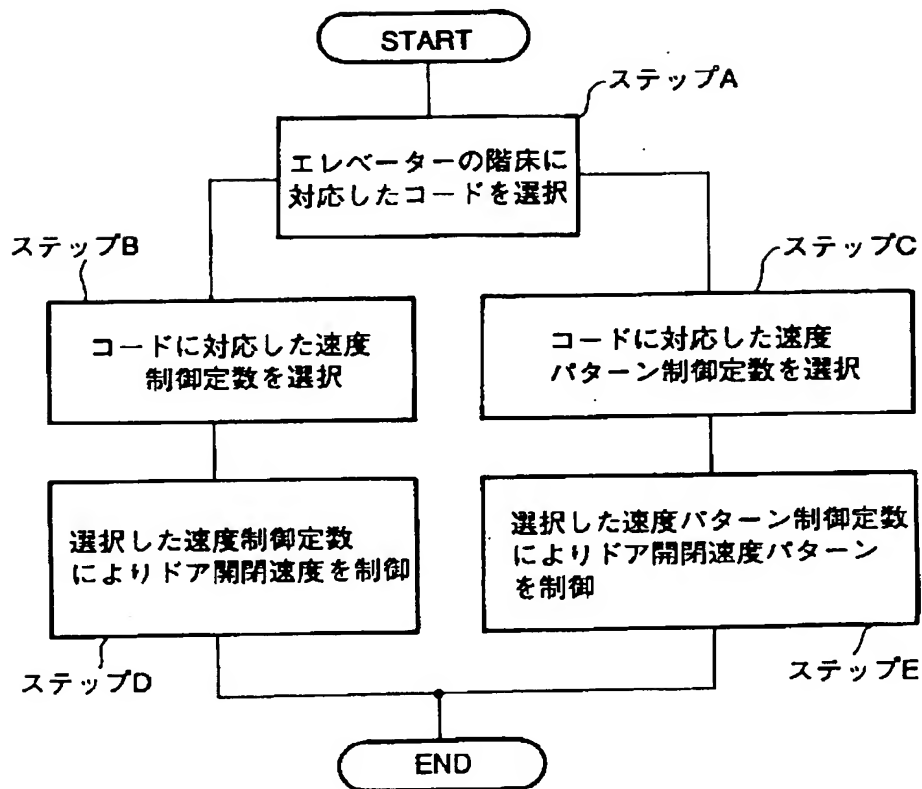 START
ステップA
エレベーターの階床に
対応したコードを選択
ステップB
ステップC
コードに対応した速度
制御定数を選択
コードに対応した速度
パターン制御定数を選択
選択した速度制御定数
によりドア開閉速度を制御
選択した速度パターン制御定数
によりドア開閉速度パターン
を制御
ステップD
ステップE
END